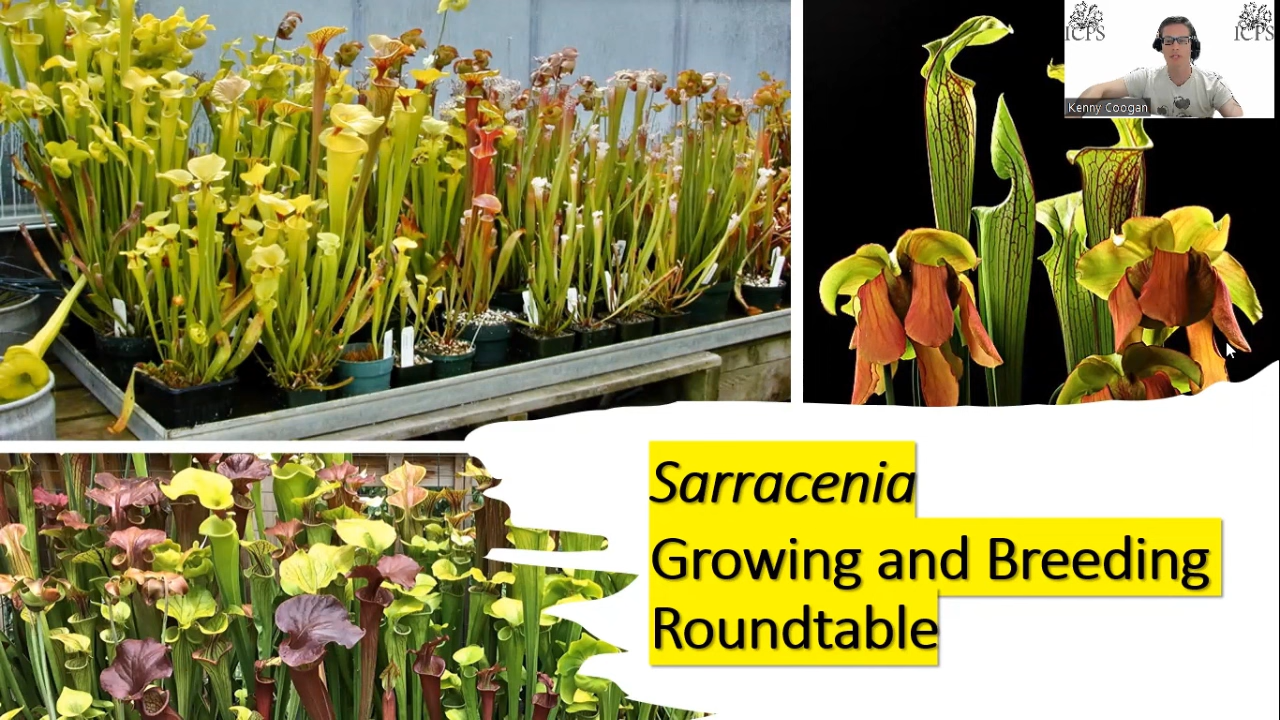 ICPS
ICPS
Kenny Coogan
Sarracenia
Growing and Breeding
Roundtable